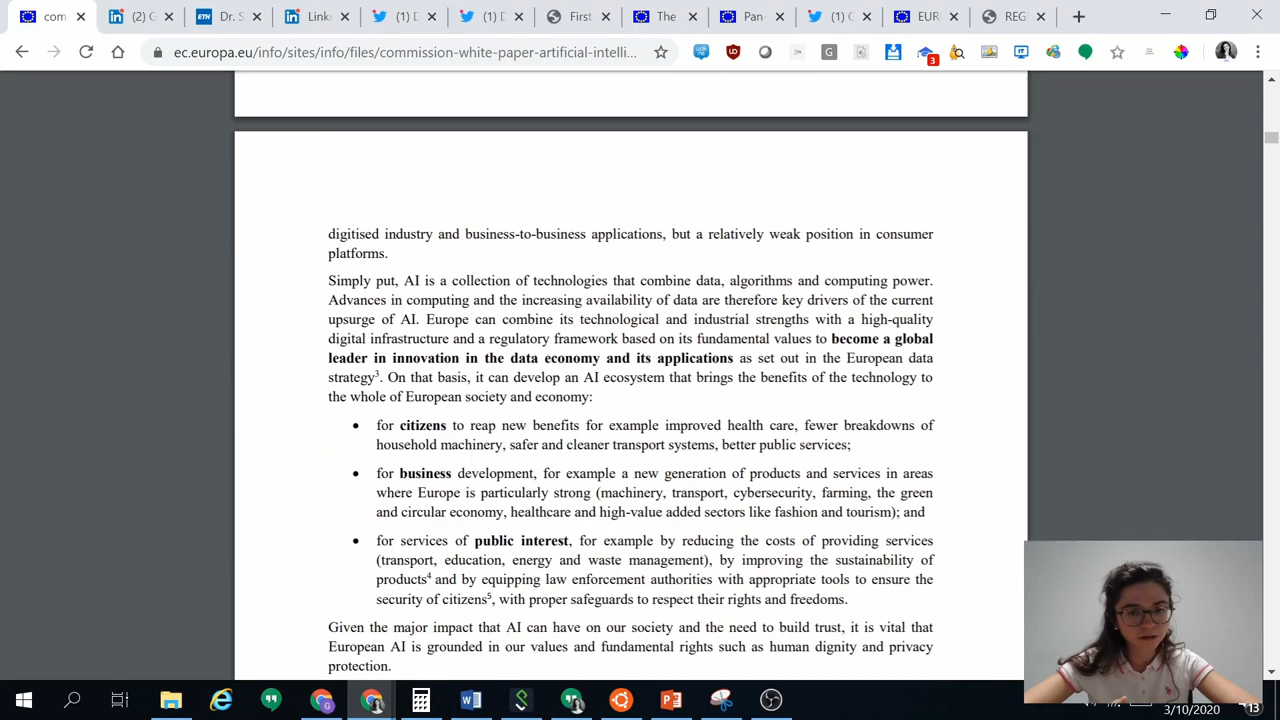 com
(2) G
Dr. S
Linke
(1) D
(1) D
First
The
Pan-
(1) G
EUR
REG
ec.europa.eu/info/sites/info/files/commission-white-paper-artificial-intelli...
3
digitised industry and business-to-business applications, but a relatively weak position in consumer
platforms.
Simply put, AI is a collection of technologies that combine data, algorithms and computing power.
Advances in computing and the increasing availability of data are therefore key drivers of the current
upsurge of AI. Europe can combine its technological and industrial strengths with a high-quality
digital infrastructure and a regulatory framework based on its fundamental values to become a global
leader in innovation in the data economy and its applications as set out in the European data
strategy³. On that basis, it can develop an AI ecosystem that brings the benefits of the technology to
the whole of European society and economy:
• for citizens to reap new benefits for example improved health care, fewer breakdowns of
household machinery, safer and cleaner transport systems, better public services;
• for business development, for example a new generation of products and services in areas
where Europe is particularly strong (machinery, transport, cybersecurity, farming, the green
and circular economy, healthcare and high-value added sectors like fashion and tourism); and
• for services of public interest, for example by reducing the costs of providing services
(transport, education, energy and waste management), by improving the sustainability of
products⁴ and by equipping law enforcement authorities with appropriate tools to ensure the
security of citizens⁵, with proper safeguards to respect their rights and freedoms.
Given the major impact that AI can have on our society and the need to build trust, it is vital that
European AI is grounded in our values and fundamental rights such as human dignity and privacy
protection.
3/10/2020
13